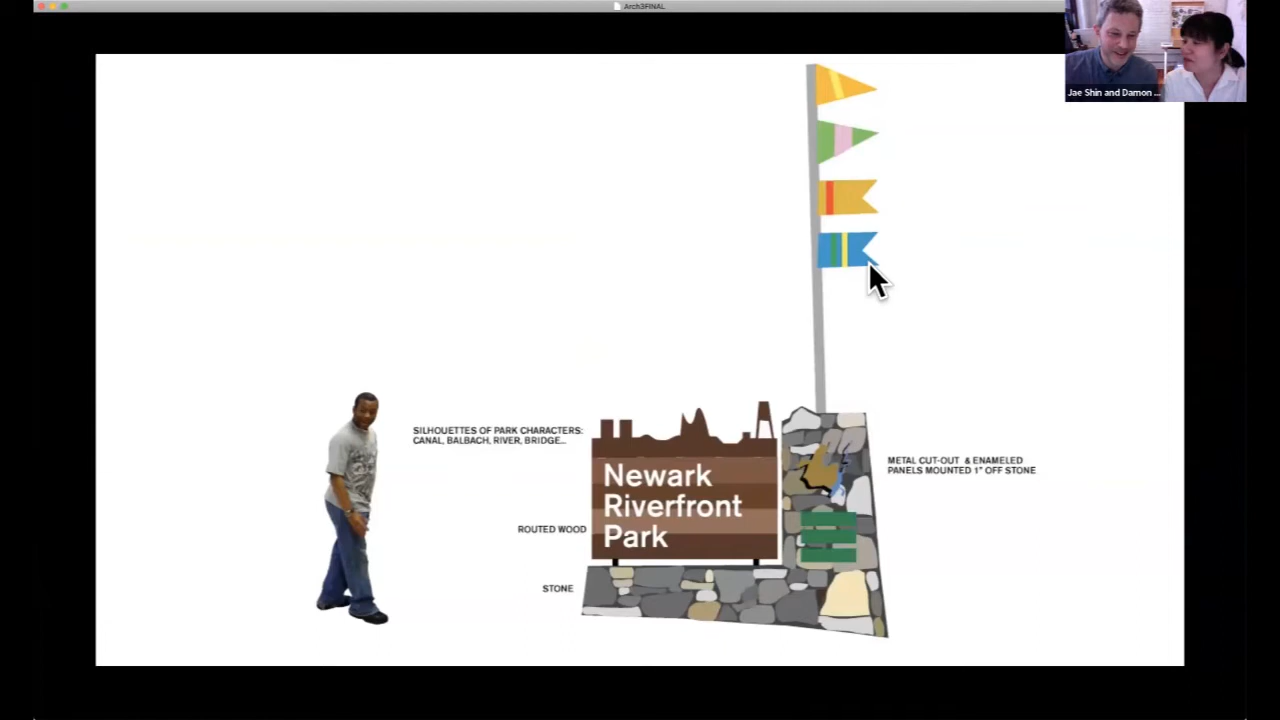 Arch3FINAL
Jae Shin and Damon ...
SILHOUETTES OF PARK CHARACTERS:
CANAL, BALBACH, RIVER, BRIDGE...
METAL CUT-OUT & ENAMELED
PANELS MOUNTED 1" OFF STONE
Newark
Riverfront
Park
ROUTED WOOD
STONE